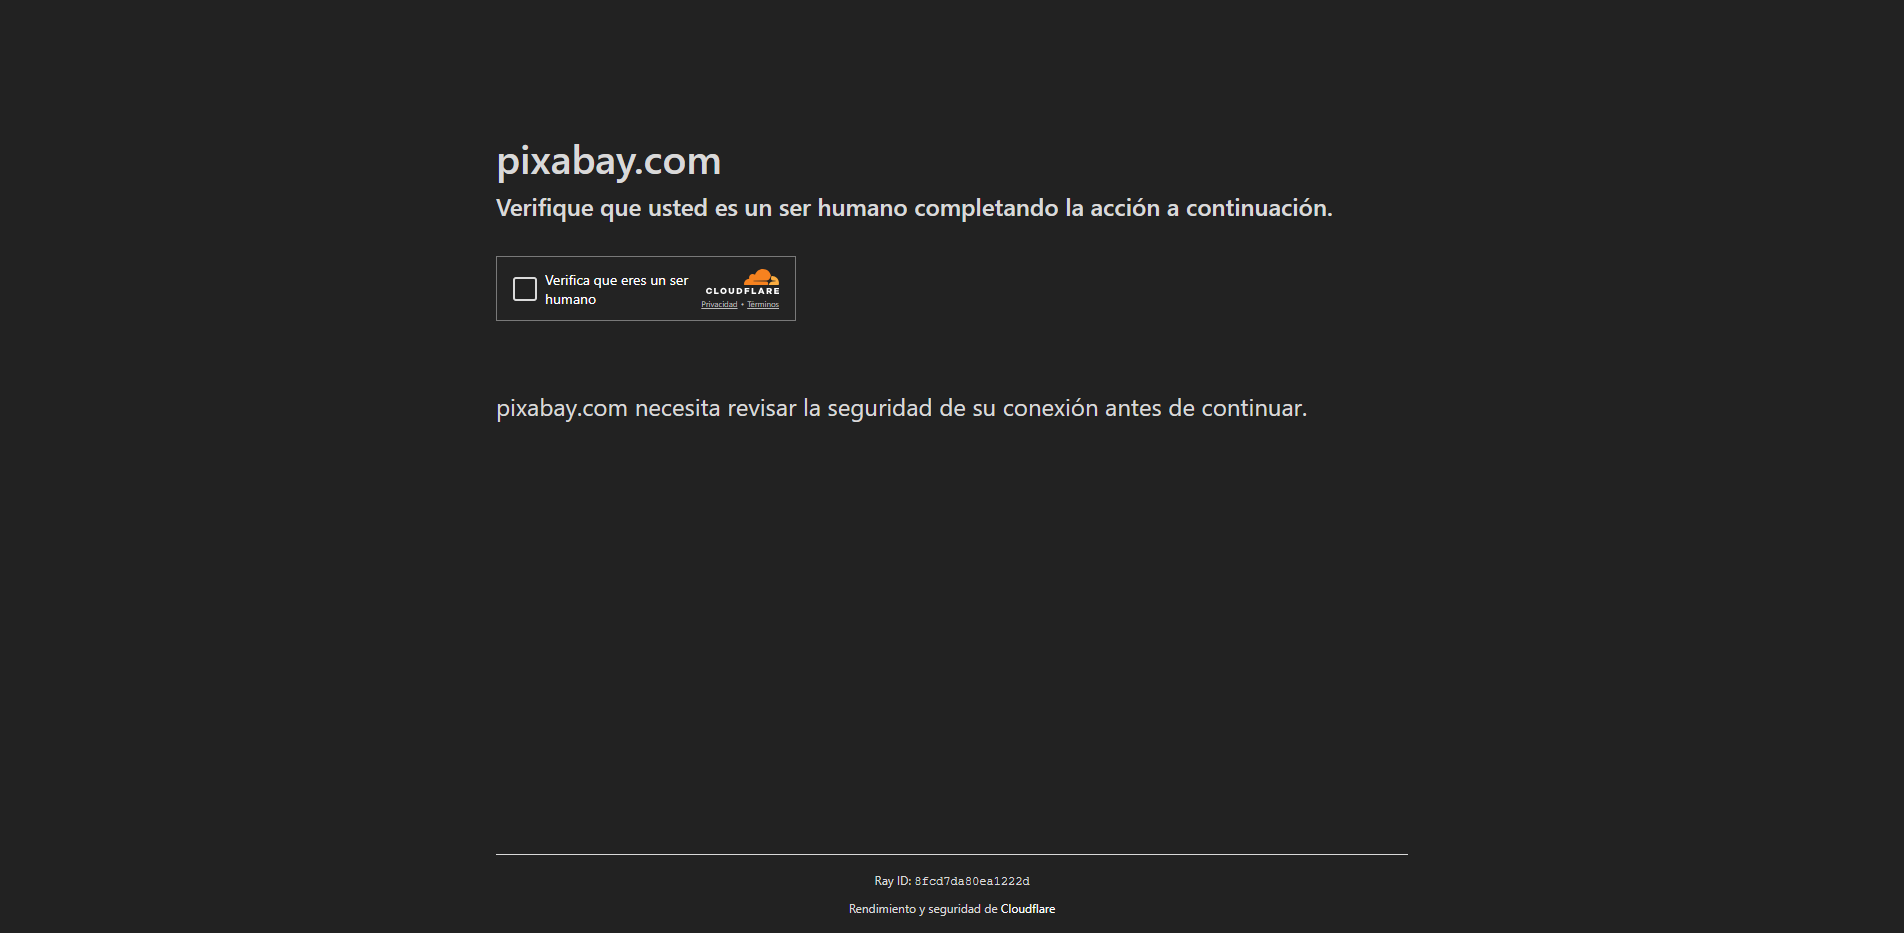 pixabay.com
Verifique que usted es un ser humano completando la acción a continuación.
Verifica que eres un ser
humano
CLOUDFLARE
Privacidad • Términos
pixabay.com necesita revisar la seguridad de su conexión antes de continuar.
Ray ID: 8fcd7da80ea1222d
Rendimiento y seguridad de Cloudflare